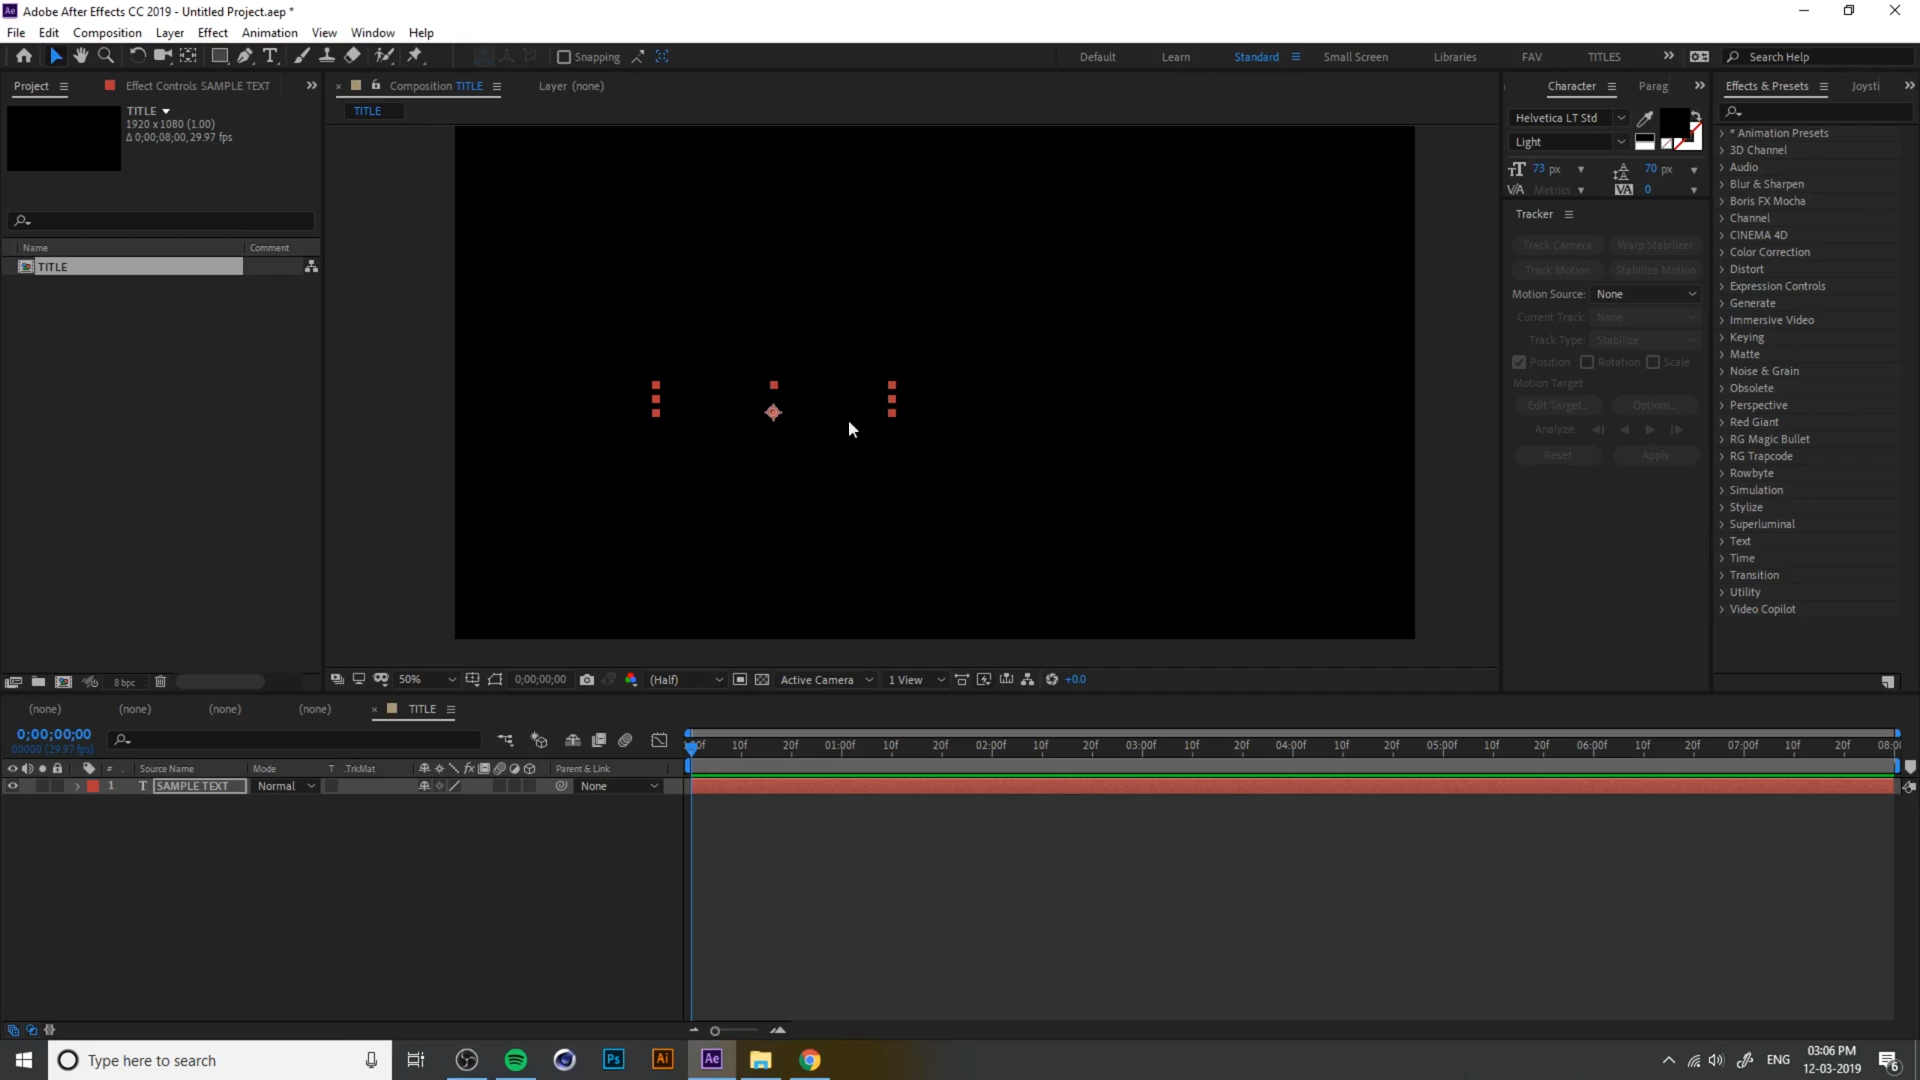 Adobe After Effects CC 2019 - Untitled Project.aep *
File Edit Composition Layer Effect Animation View Window Help
Snapping Default Learn Standard Small Screen Libraries FAV TITLES Search Help
Project Effect Controls SAMPLE TEXT Composition TITLE Layer (none) Character Parag Effects & Presets Joysti
TITLE
1920 x 1080 (1.00)
Δ 0;00;08;00, 29.97 fps
TITLE
Helvetica LT Std
Light
73 px 70 px
Metrics 0
Name Comment
TITLE
Tracker
Track Camera Warp Stabilizer
Track Motion Stabilize Motion
Motion Source: None
Current Track: None
Track Type: Stabilize
Position Rotation Scale
Motion Target:
Edit Target... Options...
Analyze:
Reset Apply
* Animation Presets
3D Channel
Audio
Blur & Sharpen
Boris FX Mocha
Channel
CINEMA 4D
Color Correction
Distort
Expression Controls
Generate
Immersive Video
Keying
Matte
Noise & Grain
Obsolete
Perspective
Red Giant
RG Magic Bullet
RG Trapcode
Rowbyte
Simulation
Stylize
Superluminal
Text
Time
Transition
Utility
Video Copilot
8 bpc 50% 0;00;00;00 (Half) Active Camera 1 View +0.0
(none) (none) (none) (none) TITLE
0;00;00;00
00000 (29.97 fps)
10f 20f 01:00f 10f 20f 02:00f 10f 20f 03:00f 10f 20f 04:00f 10f 20f 05:00f 10f 20f 06:00f 10f 20f 07:00f 10f 20f
# Source Name Mode T .TrkMat fx Parent & Link
1 T SAMPLE TEXT Normal None
Type here to search Ps Ai Ae ENG
03:06 PM
12-03-2019
6